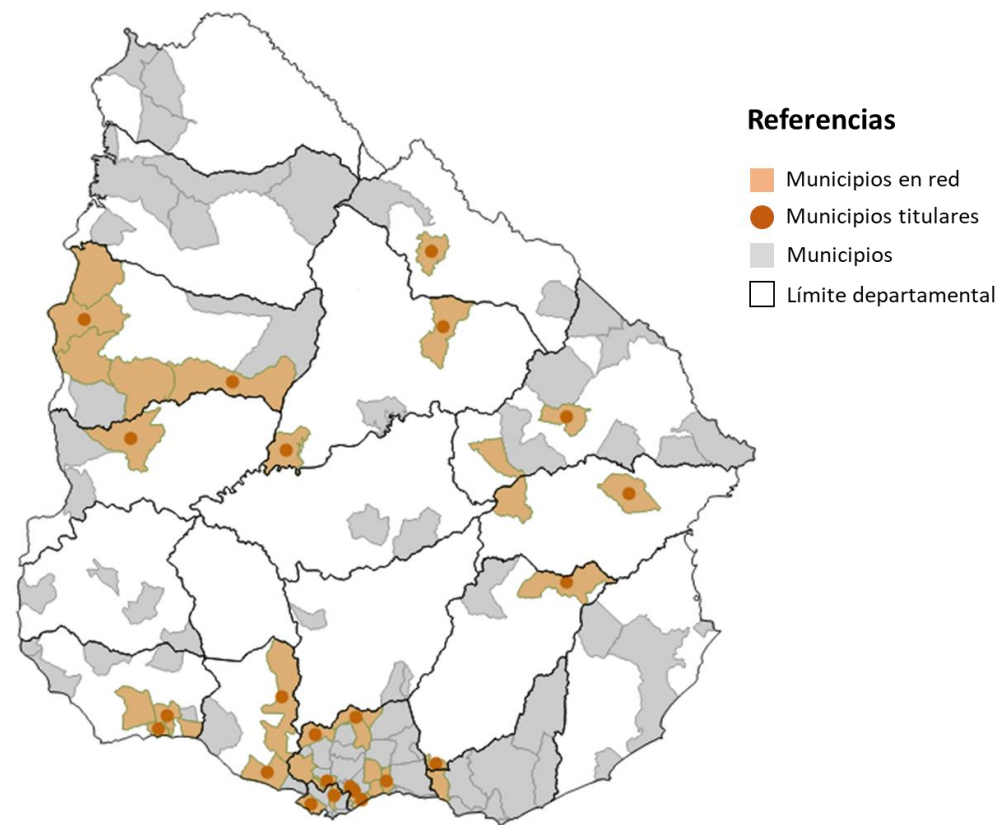 Referencias
Municipios en red
Municipios titulares
Municipios
Límite departamental